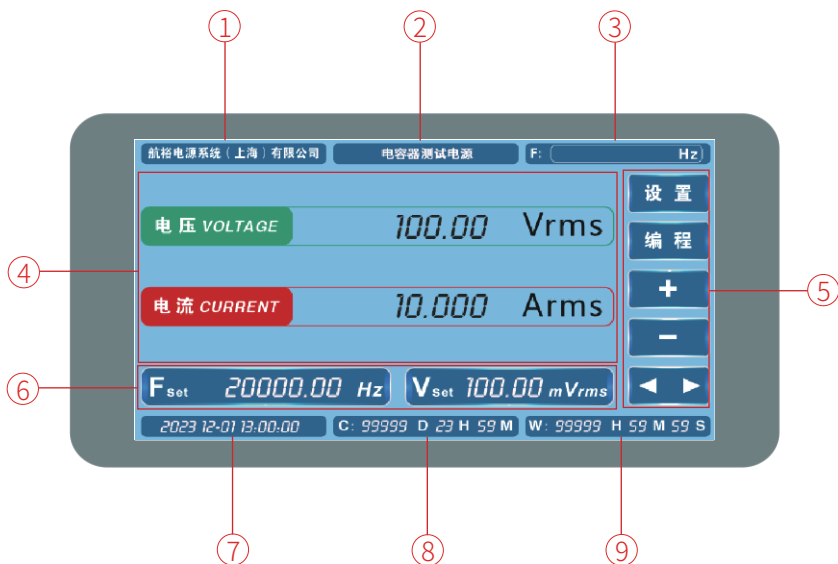 ① ② ③
航裕电源系统（上海）有限公司 电容器测试电源 F: Hz
设 置
电 压 VOLTAGE 100.00 Vrms
编 程
④ ⑤
+
电 流 CURRENT 10.000 Arms
−
⑥ Fset 20000.00 Hz Vset 100.00 mVrms ◀ ▶
2023 12-01 13:00:00 C: 99999 D 23 H 59 M W: 99999 H 59 M 59 S
⑦ ⑧ ⑨